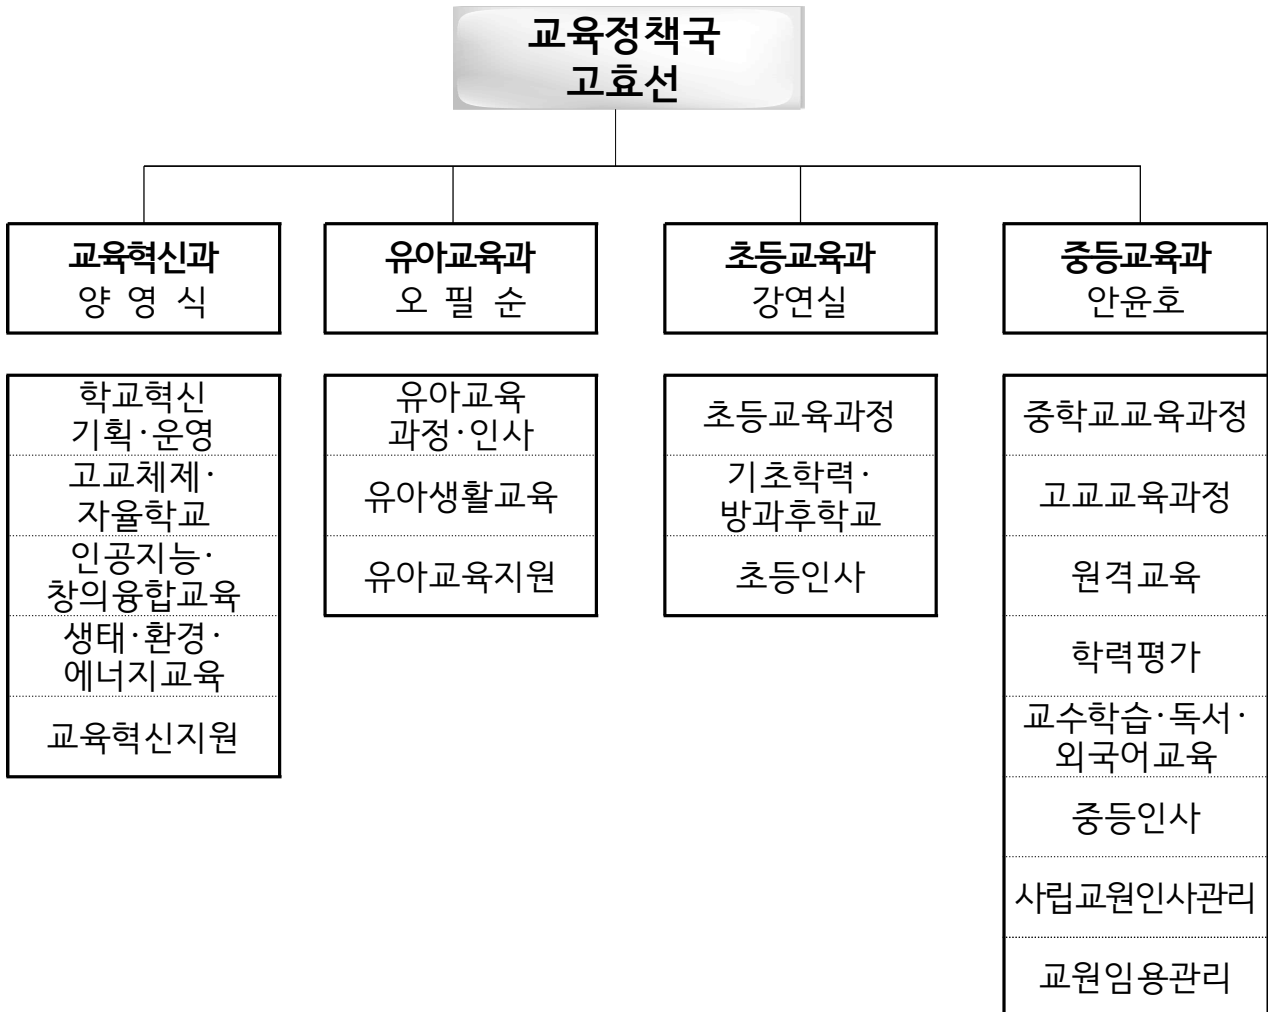 교육정책국
고효선
교육혁신과
양 영 식
유아교육과
오 필 순
초등교육과
강연실
중등교육과
안윤호
학교혁신
기획·운영
고교체제·
자율학교
인공지능·
창의융합교육
생태·환경·
에너지교육
교육혁신지원
유아교육
과정·인사
유아생활교육
유아교육지원
초등교육과정
기초학력·
방과후학교
초등인사
중학교교육과정
고교교육과정
원격교육
학력평가
교수학습·독서·
외국어교육
중등인사
사립교원인사관리
교원임용관리